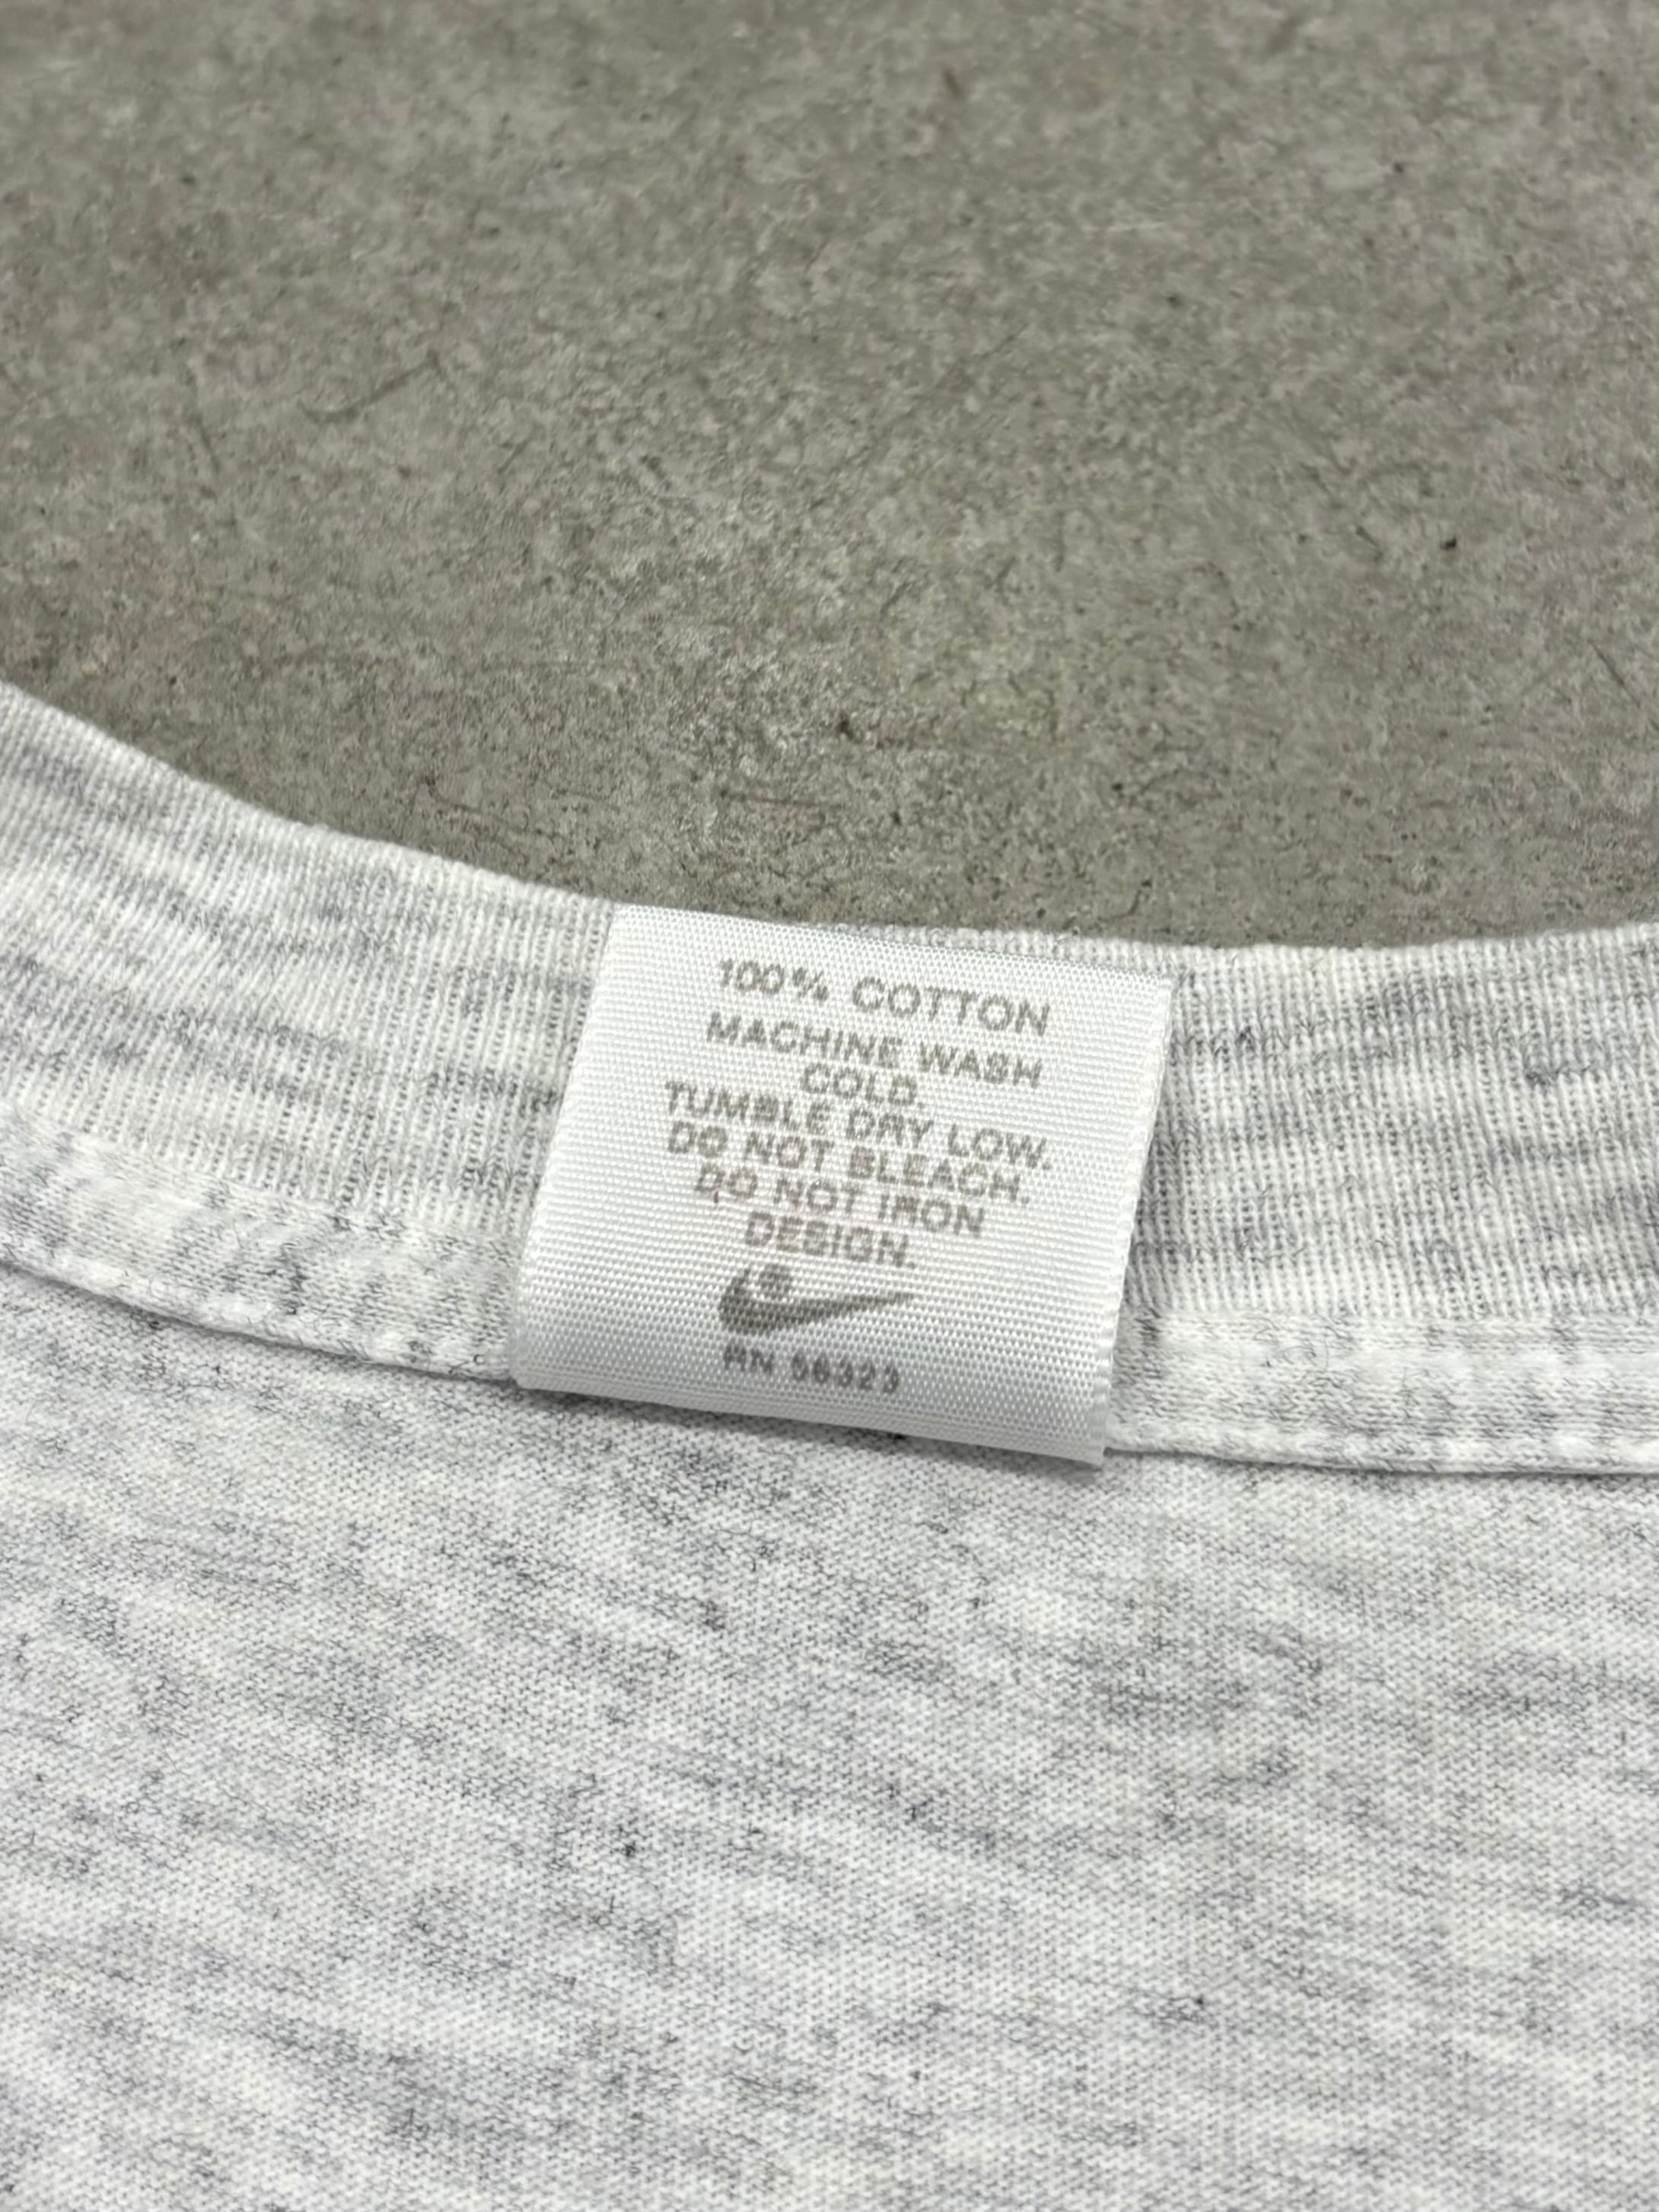 100% COTTON
MACHINE WASH
COLD.
TUMBLE DRY LOW.
DO NOT BLEACH.
DO NOT IRON
DESIGN.
®
RN 56323